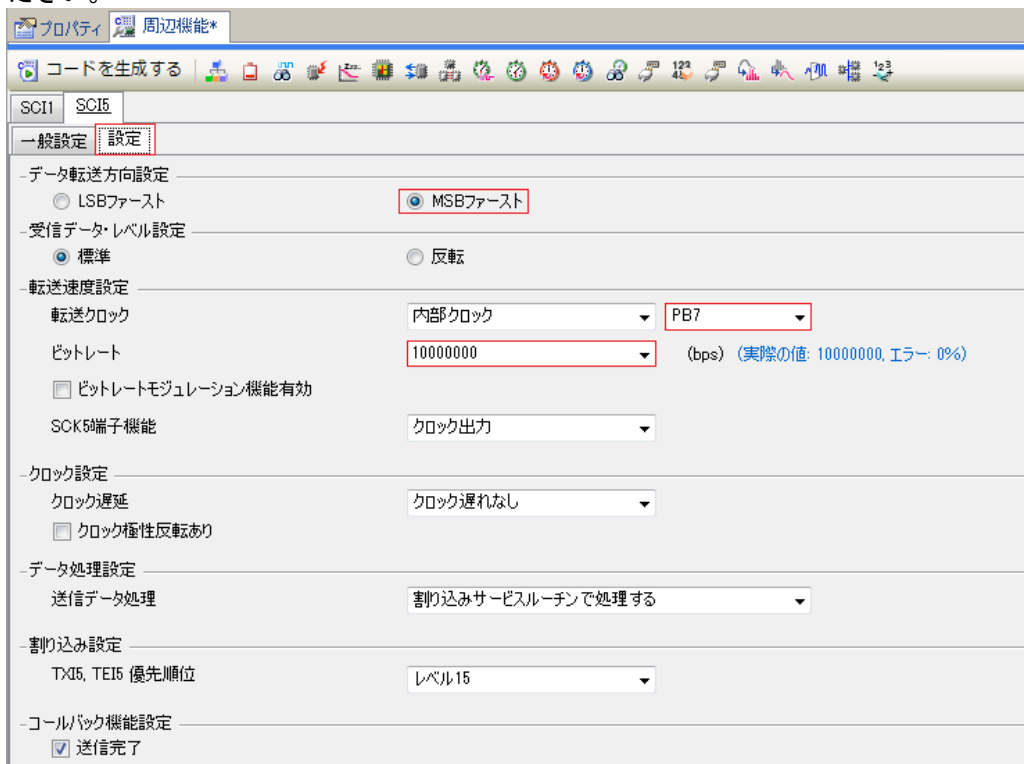 ださい。
プロパティ 周辺機能*
コードを生成する
SCI1 SCI5
一般設定 設定
データ転送方向設定
LSBファースト MSBファースト
受信データ・レベル設定
標準 反転
転送速度設定
転送クロック 内部クロック PB7
ビットレート 10000000 (bps) (実際の値: 10000000, エラー: 0%)
ビットレートモジュレーション機能有効
SCK5端子機能 クロック出力
クロック設定
クロック遅延 クロック遅れなし
クロック極性反転あり
データ処理設定
送信データ処理 割り込みサービスルーチンで処理する
割り込み設定
TXI5, TEI5 優先順位 レベル15
コールバック機能設定
送信完了